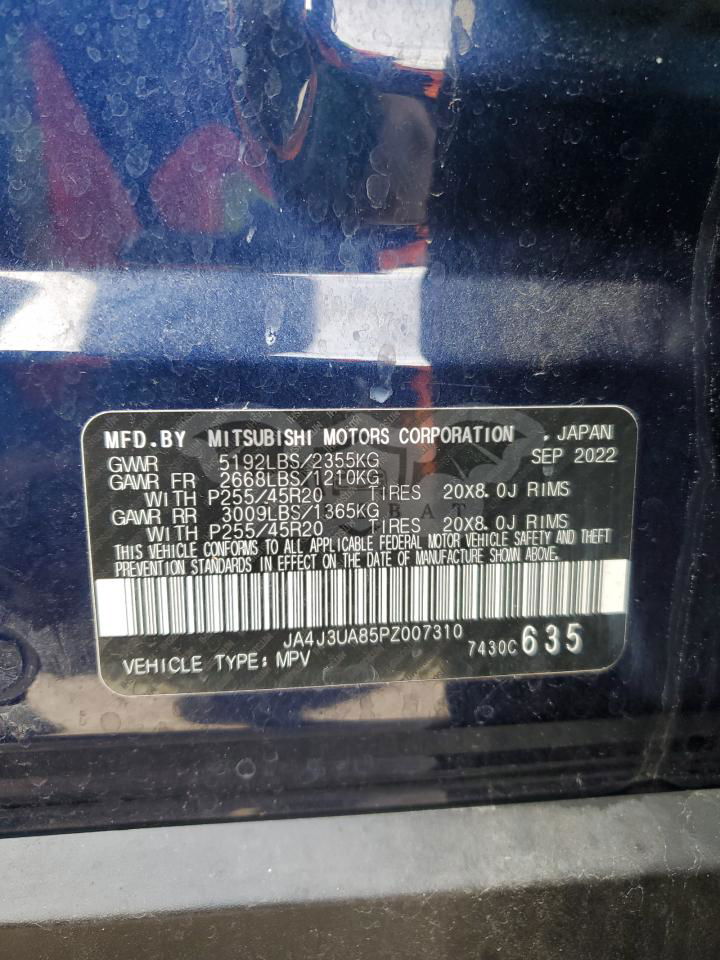 MFD.BY MITSUBISHI MOTORS CORPORATION , JAPAN
GVWR 5192LBS/2355KG SEP 2022
GAWR FR 2668LBS/1210KG
WITH P255/45R20 TIRES 20X8.0J RIMS
GAWR RR 3009LBS/1365KG
WITH P255/45R20 TIRES 20X8.0J RIMS
THIS VEHICLE CONFORMS TO ALL APPLICABLE FEDERAL MOTOR VEHICLE SAFETY AND THEFT
PREVENTION STANDARDS IN EFFECT ON THE DATE OF MANUFACTURE SHOWN ABOVE.
JA4J3UA85PZ007310
7430C 635
VEHICLE TYPE: MPV
BAT